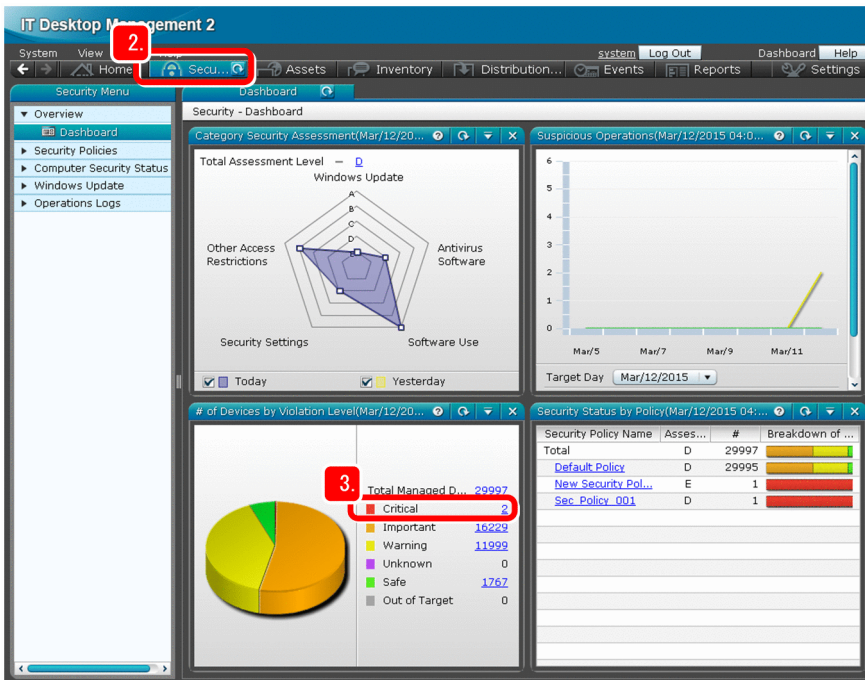 IT Desktop Management 2
System View
system Log Out Dashboard Help
2.
Home Secu... Assets Inventory Distribution... Events Reports Settings
Security Menu
Overview
Dashboard
Security Policies
Computer Security Status
Windows Update
Operations Logs
Dashboard
Security - Dashboard
Category Security Assessment(Mar/12/20...
Total Assessment Level — D
Windows Update
A
B
C
D
Other Access
Restrictions
Antivirus
Software
Security Settings
Software Use
Today Yesterday
Suspicious Operations(Mar/12/2015 04:0...
6
5
4
3
2
1
0
Mar/5 Mar/7 Mar/9 Mar/11
Target Day Mar/12/2015
# of Devices by Violation Level(Mar/12/20...
3.
Total Managed D... 29997
Critical 2
Important 16229
Warning 11999
Unknown 0
Safe 1767
Out of Target 0
Security Status by Policy(Mar/12/2015 04:...
Security Policy Name Asses... # Breakdown of ...
Total D 29997
Default Policy D 29995
New Security Pol... E 1
Sec_Policy_001 D 1